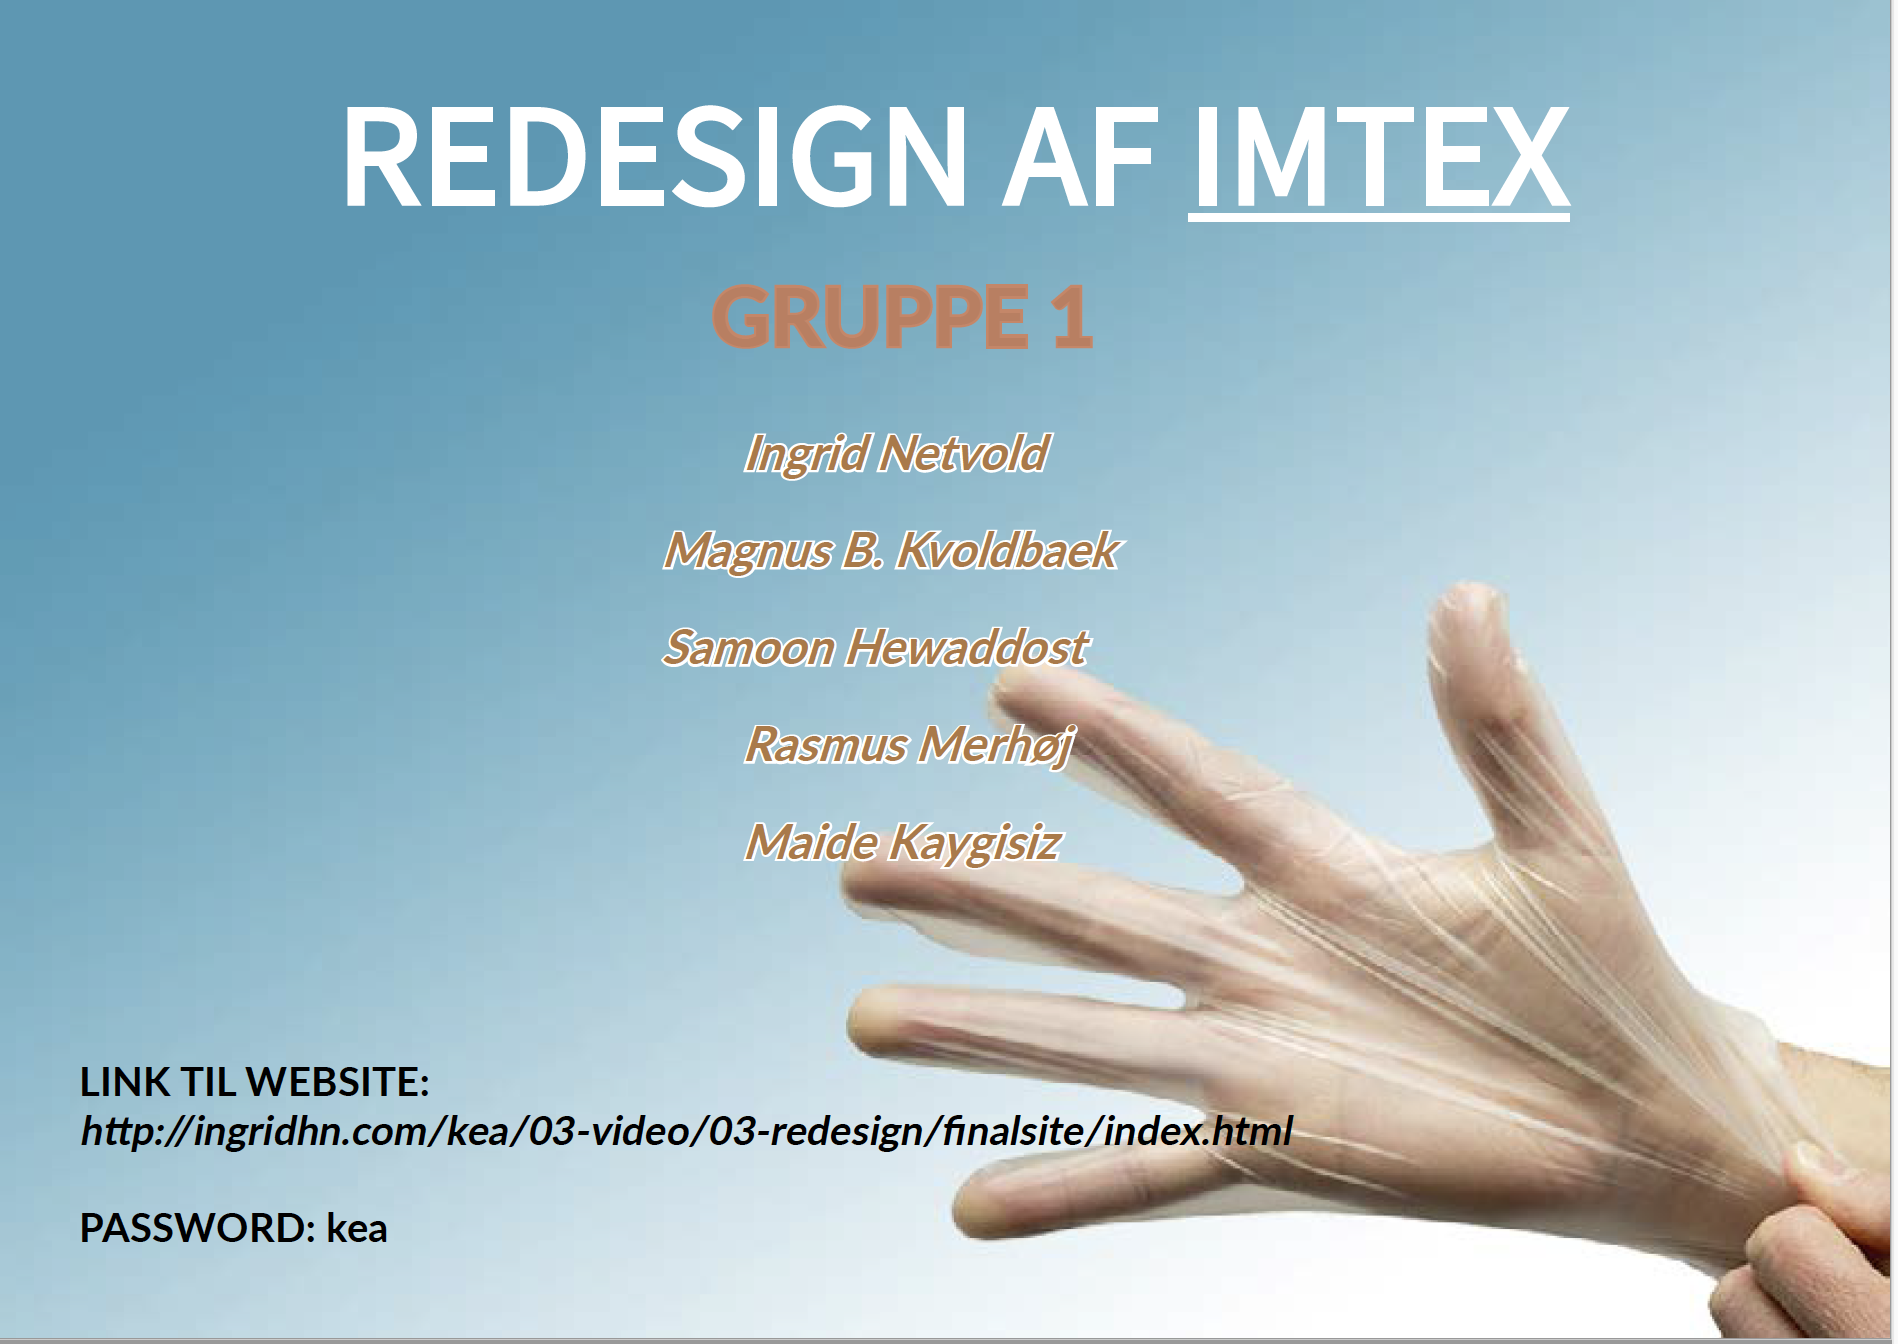 REDESIGN AF IMTEX
GRUPPE 1
Ingrid Netvold
Magnus B. Kvoldbaek
Samoon Hewaddost
Rasmus Merhøj
Maide Kaygisiz
LINK TIL WEBSITE:
http://ingridhn.com/kea/03-video/03-redesign/finalsite/index.html
PASSWORD: kea